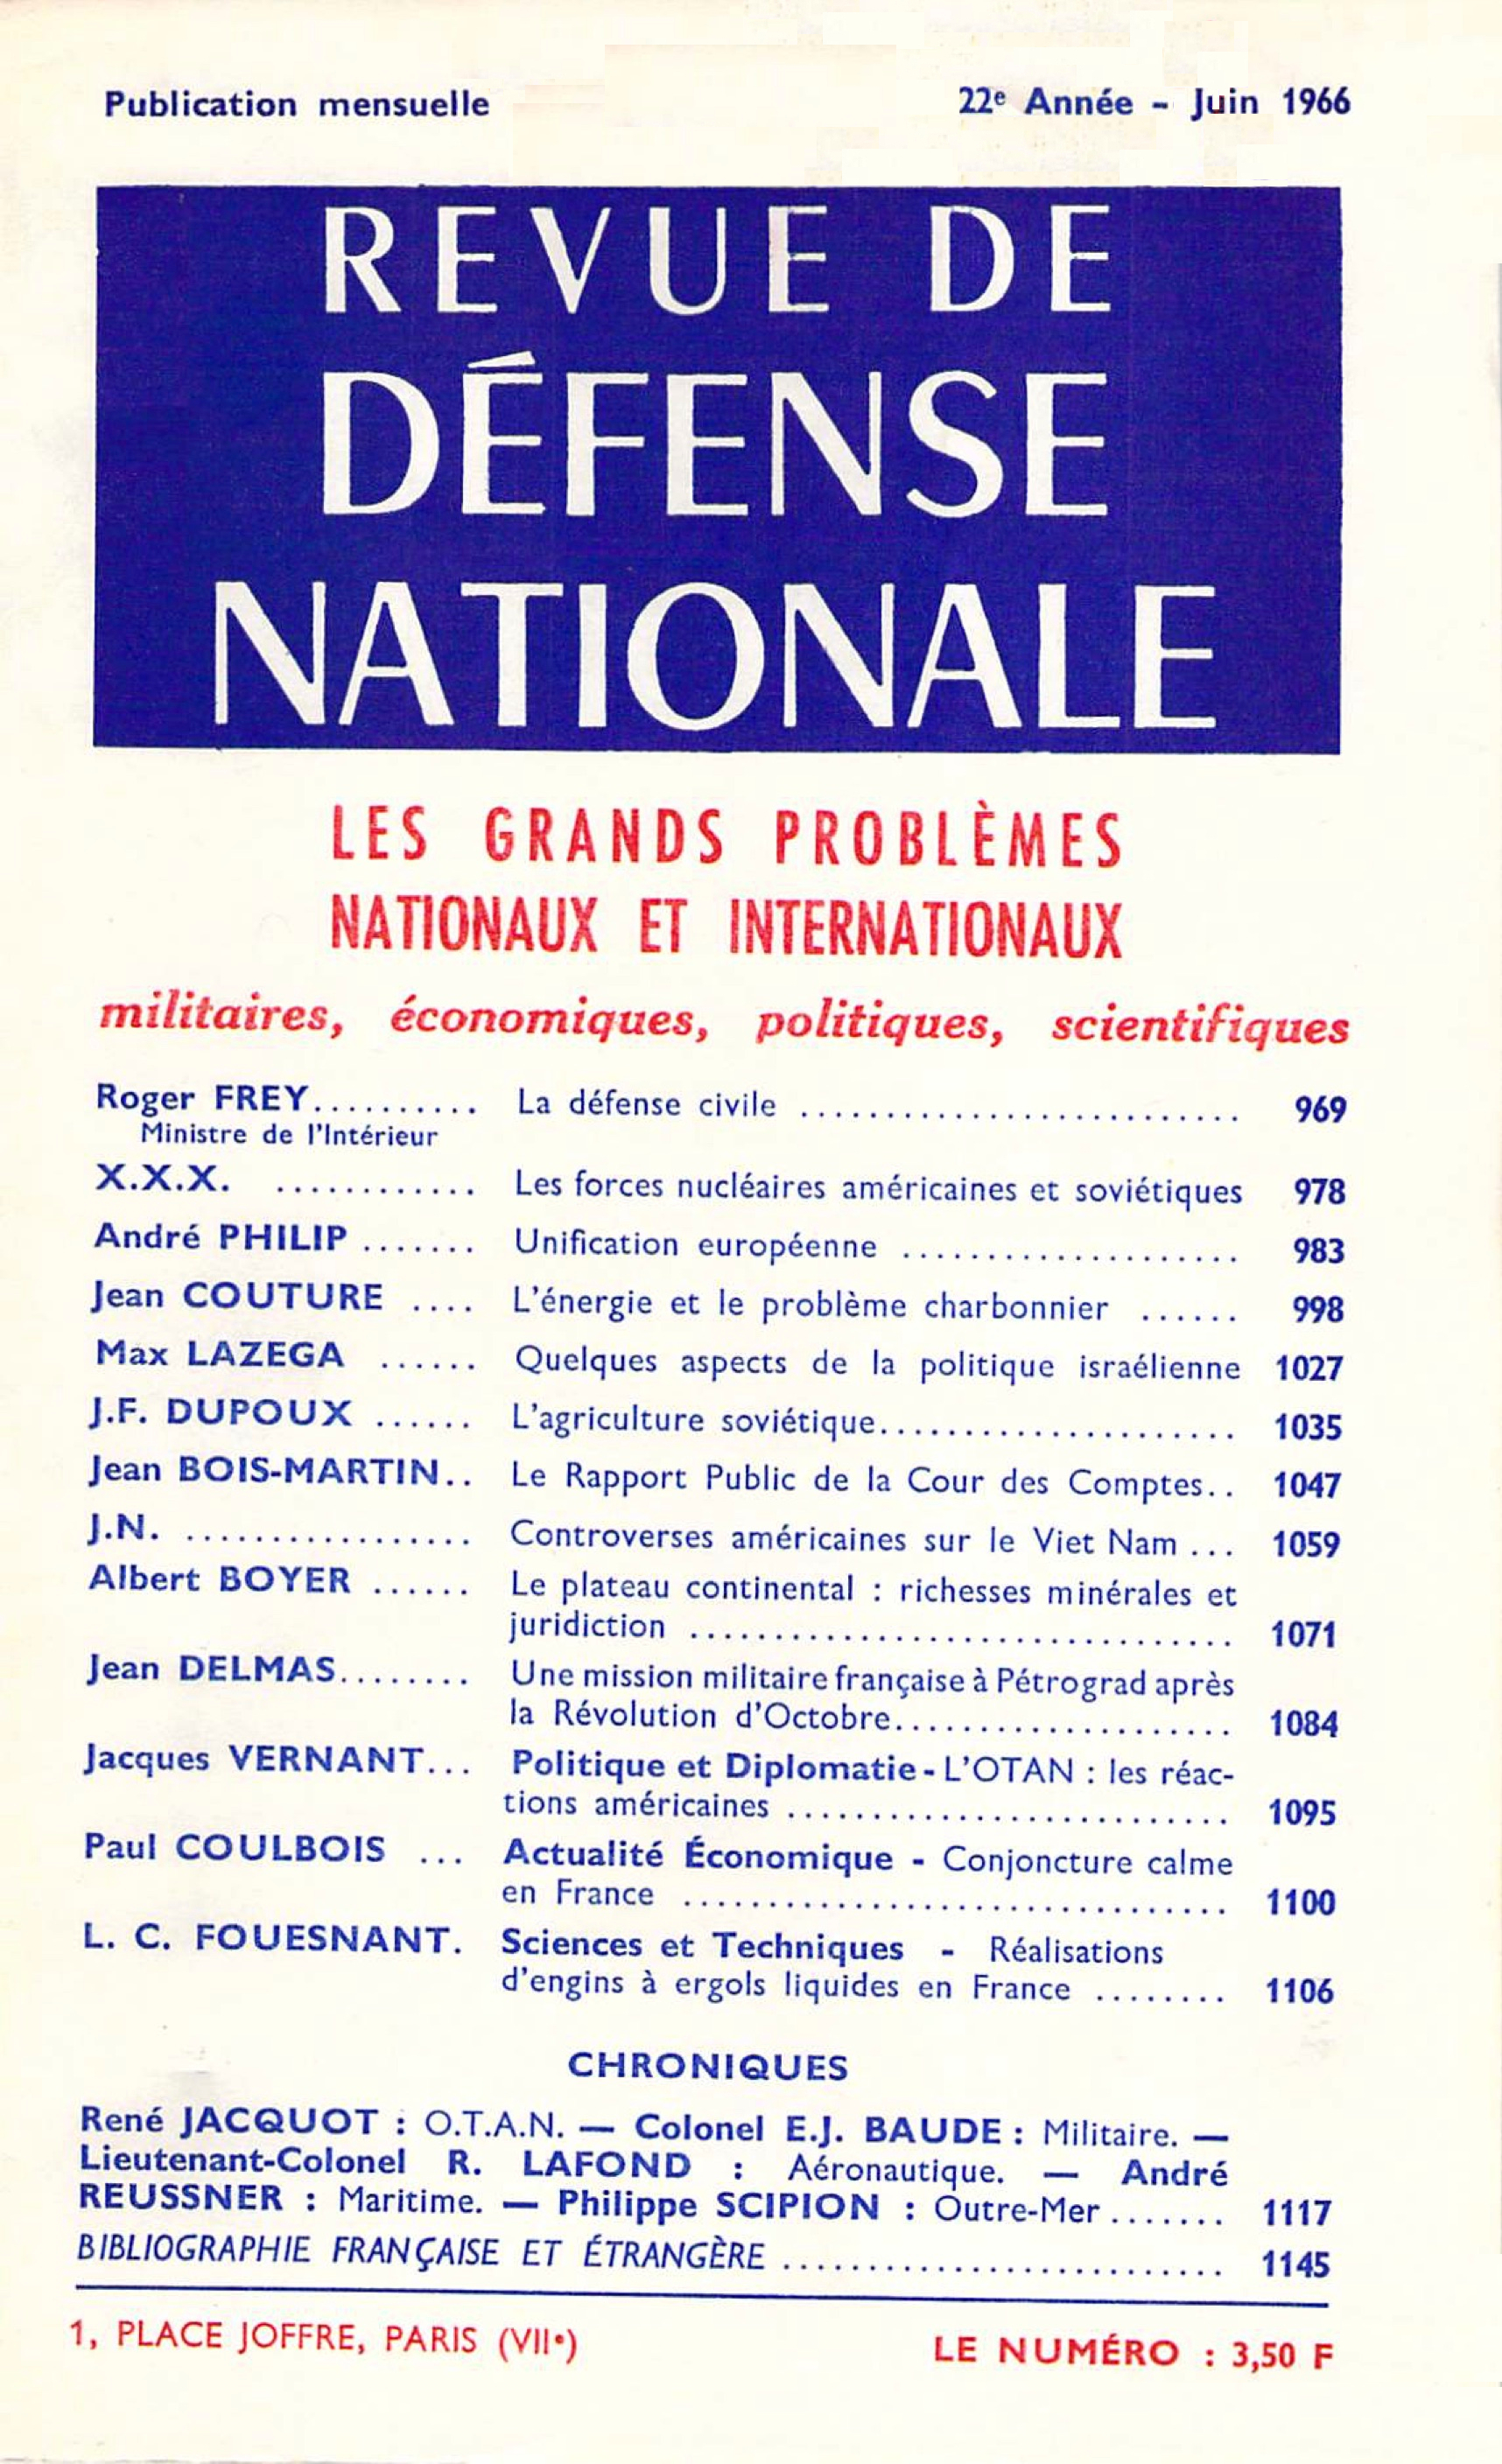 Publication mensuelle 22e Année - Juin 1966
REVUE DE
DÉFENSE
NATIONALE
LES GRANDS PROBLÈMES
NATIONAUX ET INTERNATIONAUX
militaires, économiques, politiques, scientifiques
Roger FREY.......... La défense civile .......................... 969
Ministre de l'Intérieur
X.X.X. ............ Les forces nucléaires américaines et soviétiques 978
André PHILIP ....... Unification européenne .................... 983
Jean COUTURE .... L'énergie et le problème charbonnier ...... 998
Max LAZEGA ...... Quelques aspects de la politique israélienne 1027
J.F. DUPOUX ...... L'agriculture soviétique..................... 1035
Jean BOIS-MARTIN.. Le Rapport Public de la Cour des Comptes.. 1047
J.N. ................. Controverses américaines sur le Viet Nam ... 1059
Albert BOYER ...... Le plateau continental : richesses minérales et
juridiction ................................ 1071
Jean DELMAS........ Une mission militaire française à Pétrograd après
la Révolution d'Octobre.................... 1084
Jacques VERNANT... Politique et Diplomatie - L'OTAN : les réac-
tions américaines .......................... 1095
Paul COULBOIS ... Actualité Économique - Conjoncture calme
en France ................................ 1100
L. C. FOUESNANT. Sciences et Techniques - Réalisations
d'engins à ergols liquides en France ........ 1106
CHRONIQUES
René JACQUOT : O.T.A.N. — Colonel E.J. BAUDE : Militaire. —
Lieutenant-Colonel R. LAFOND : Aéronautique. — André
REUSSNER : Maritime. — Philippe SCIPION : Outre-Mer ....... 1117
BIBLIOGRAPHIE FRANÇAISE ET ÉTRANGÈRE .......................... 1145
1, PLACE JOFFRE, PARIS (VIIe) LE NUMÉRO : 3,50 F